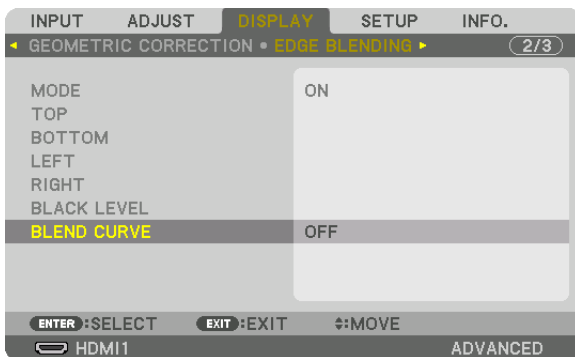 INPUT ADJUST DISPLAY SETUP INFO.
GEOMETRIC CORRECTION • EDGE BLENDING 2/3
MODE ON
TOP
BOTTOM
LEFT
RIGHT
BLACK LEVEL
BLEND CURVE OFF
ENTER :SELECT EXIT :EXIT :MOVE
HDMI1 ADVANCED